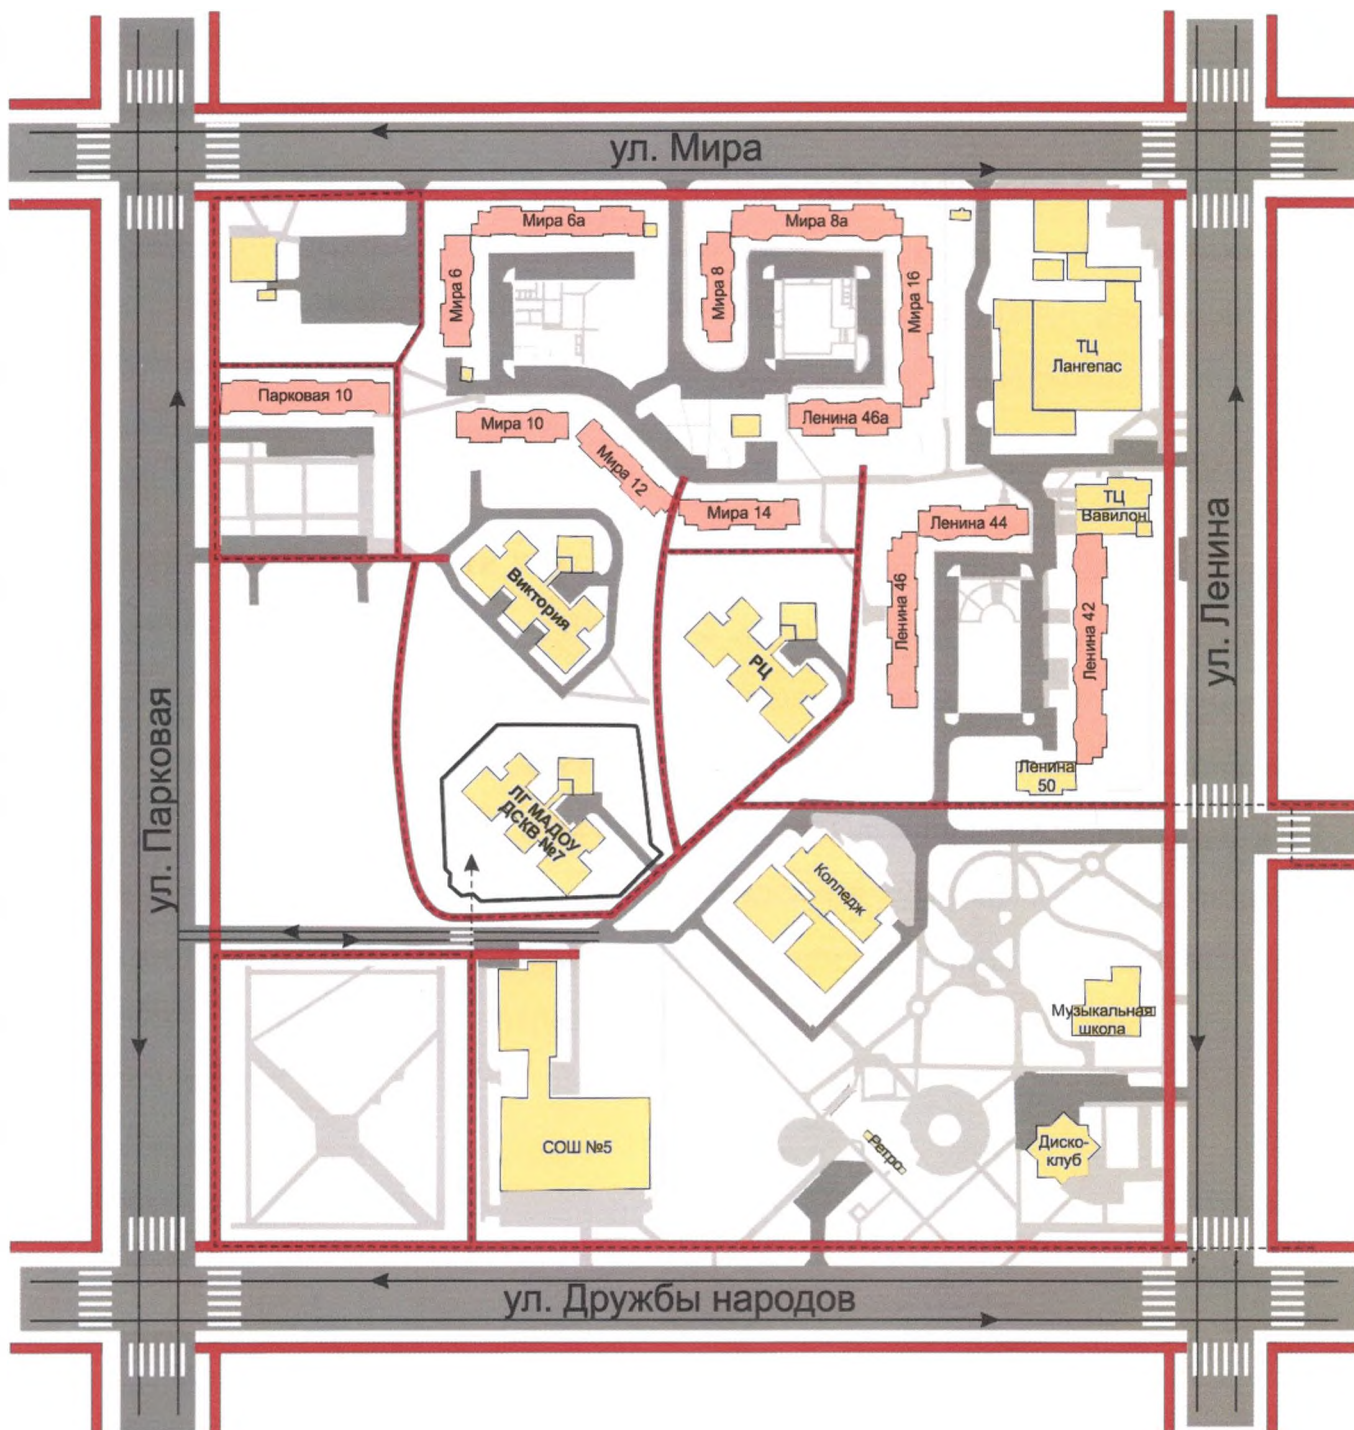 ул. Мира
Мира 6а
Мира 8а
Мира 6
Мира 8
Мира 16
ТЦ
Лангепас
Парковая 10
Мира 10
Ленина 46а
Мира 12
Мира 14
ТЦ
Вавилон
Ленина 44
Виктория
Ленина 46
Ленина 42
ул. Ленина
РЦ
ул. Парковая
Ленина
50
ЛГ МАДОУ
ДСКВ №7
Колледж
Музыкальная
школа
СОШ №5
Ретро
Диско-
клуб
ул. Дружбы народов